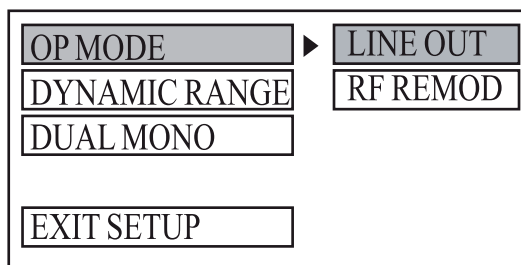 OP MODE
LINE OUT
DYNAMIC RANGE
RF REMOD
DUAL MONO
EXIT SETUP